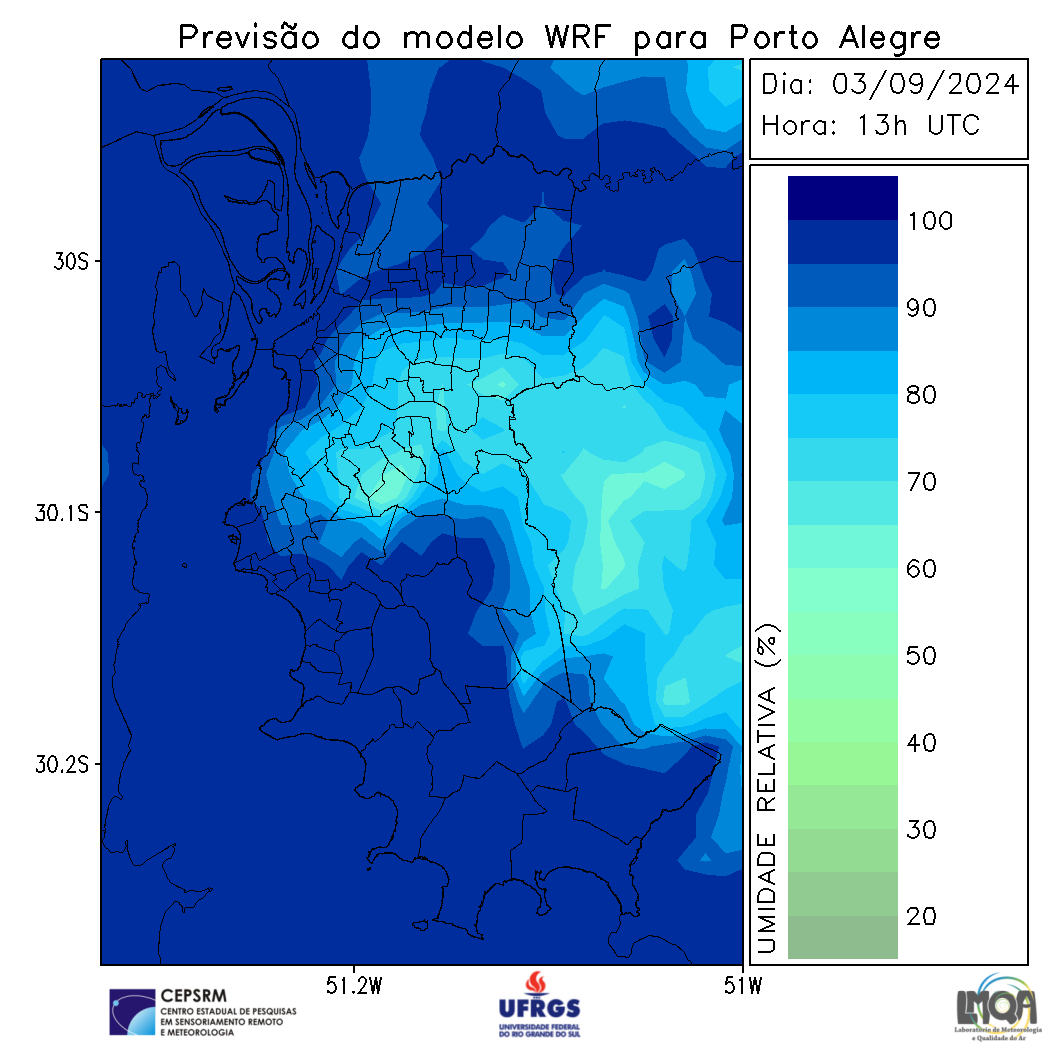 Previsão do modelo WRF para Porto Alegre
Dia: 03/09/2024
Hora: 13h UTC
30S
30.1S
30.2S
51.2W
51W
UMIDADE RELATIVA (%)
100
90
80
70
60
50
40
30
20
CEPSRM
CENTRO ESTADUAL DE PESQUISAS
EM SENSORIAMENTO REMOTO
E METEOROLOGIA
UFRGS
UNIVERSIDADE FEDERAL
DO RIO GRANDE DO SUL
LMQA
Laboratório de Meteorologia
e Qualidade do Ar